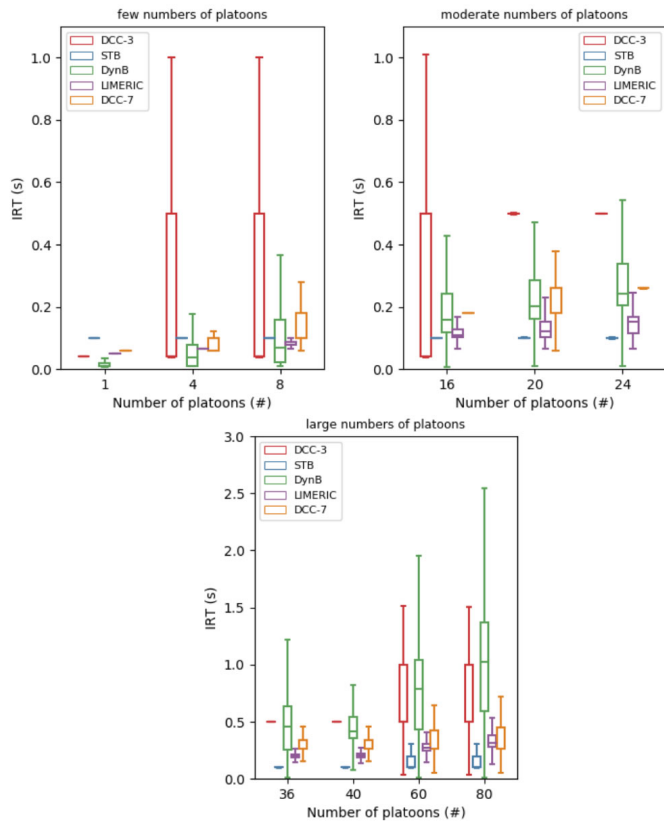 few numbers of platoons
1.0
0.8
0.6
0.4
0.2
0.0
IRT (s)
DCC-3
STB
DynB
LIMERIC
DCC-7
1 4 8
Number of platoons (#)
moderate numbers of platoons
1.0
0.8
0.6
0.4
0.2
0.0
IRT (s)
DCC-3
STB
DynB
LIMERIC
DCC-7
16 20 24
Number of platoons (#)
large numbers of platoons
3.0
2.5
2.0
1.5
1.0
0.5
0.0
IRT (s)
DCC-3
STB
DynB
LIMERIC
DCC-7
36 40 60 80
Number of platoons (#)